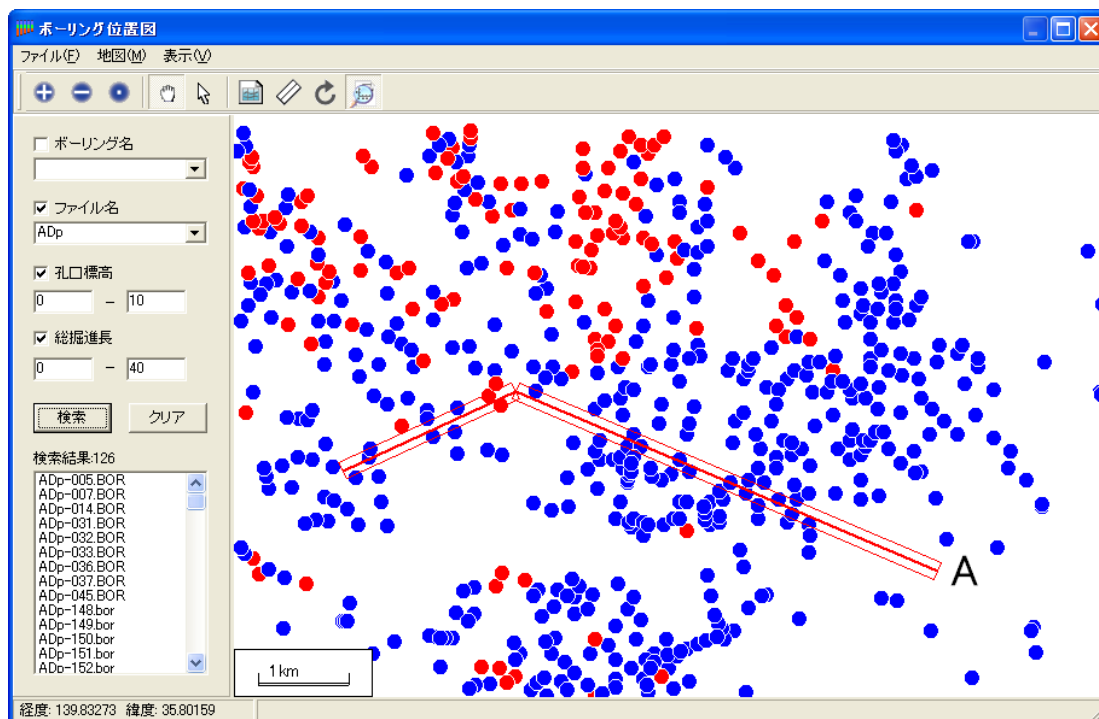 ボーリング位置図
ファイル(F) 地図(M) 表示(V)
ボーリング名
ファイル名
ADp
孔口標高
0 － 10
総掘進長
0 － 40
検索 クリア
検索結果:126
ADp-005.BOR
ADp-007.BOR
ADp-014.BOR
ADp-031.BOR
ADp-032.BOR
ADp-033.BOR
ADp-036.BOR
ADp-037.BOR
ADp-045.BOR
ADp-148.bor
ADp-149.bor
ADp-150.bor
ADp-151.bor
ADp-152.bor
A
1 km
経度: 139.83273 緯度: 35.80159